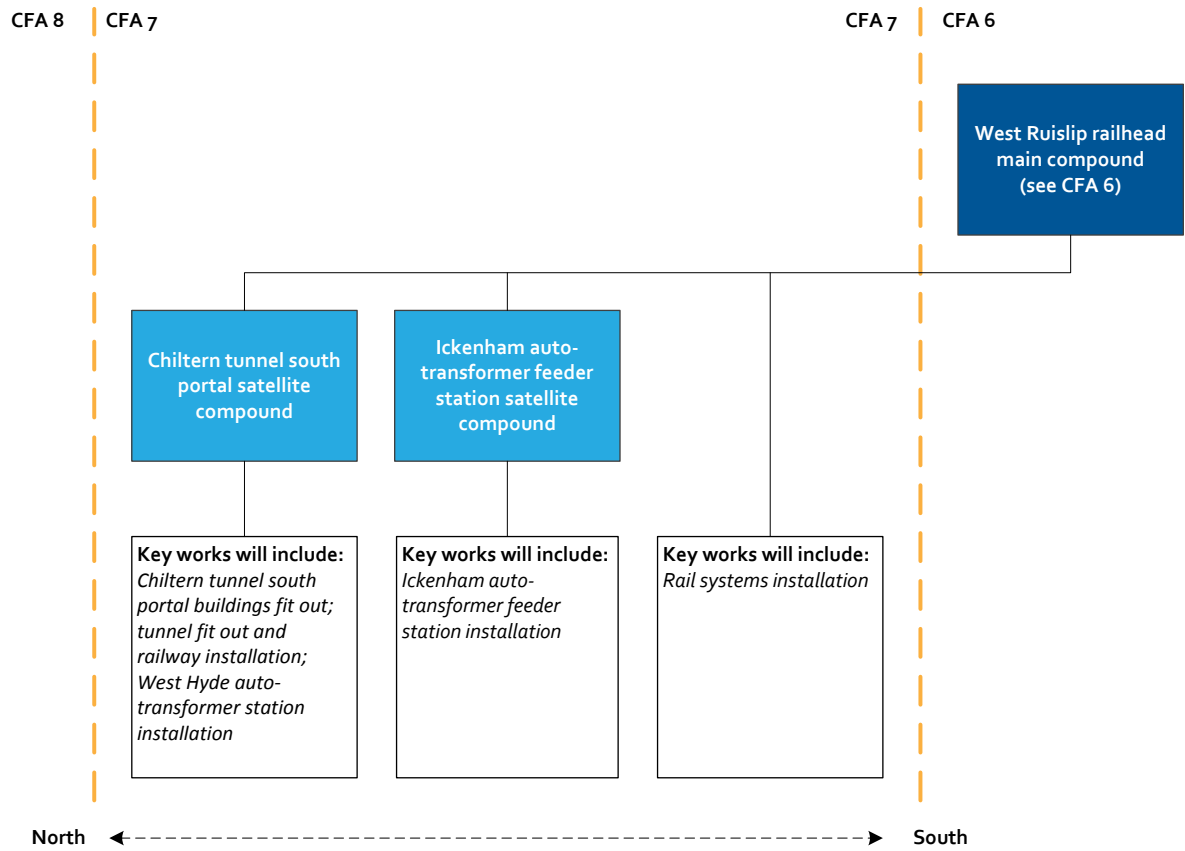 CFA 8
CFA 7
CFA 7
CFA 6
West Ruislip railhead
main compound
(see CFA 6)
Chiltern tunnel south
portal satellite
compound
Ickenham auto-
transformer feeder
station satellite
compound
Key works will include:
Chiltern tunnel south
portal buildings fit out;
tunnel fit out and
railway installation;
West Hyde auto-
transformer station
installation
Key works will include:
Ickenham auto-
transformer feeder
station installation
Key works will include:
Rail systems installation
North
South